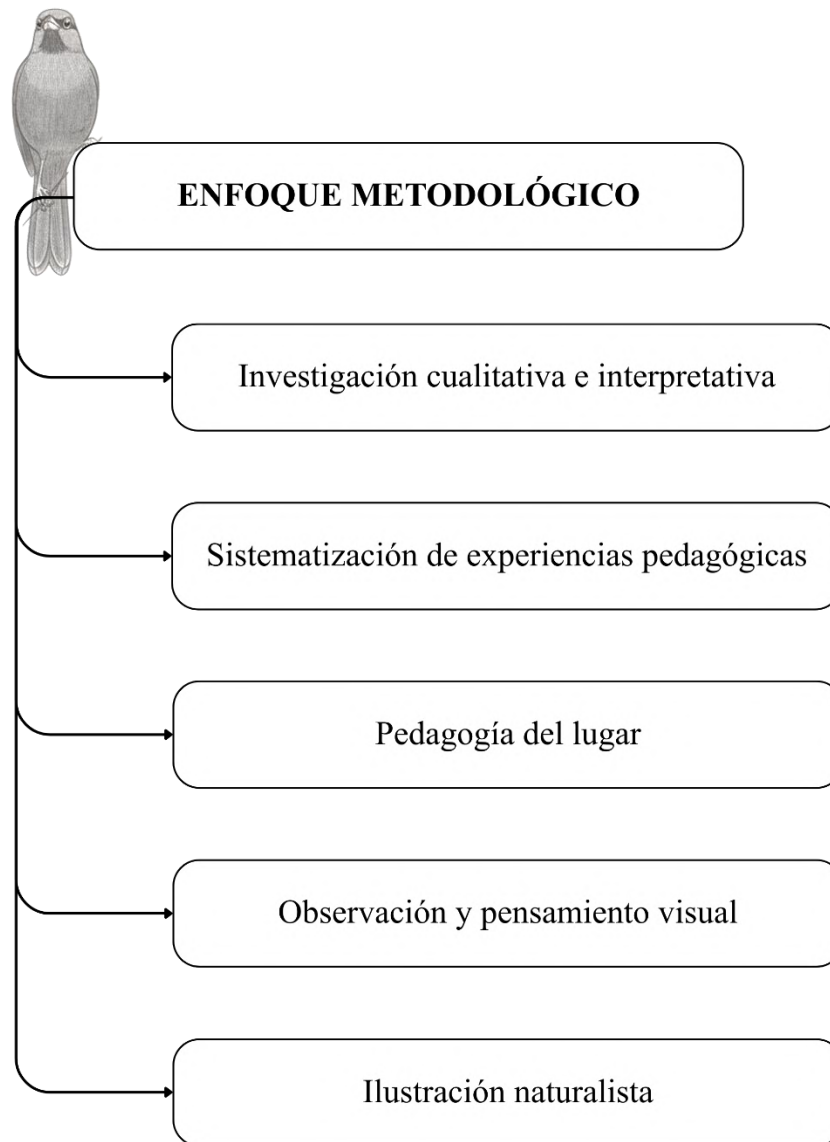 ENFOQUE METODOLÓGICO
Investigación cualitativa e interpretativa
Sistematización de experiencias pedagógicas
Pedagogía del lugar
Observación y pensamiento visual
Ilustración naturalista